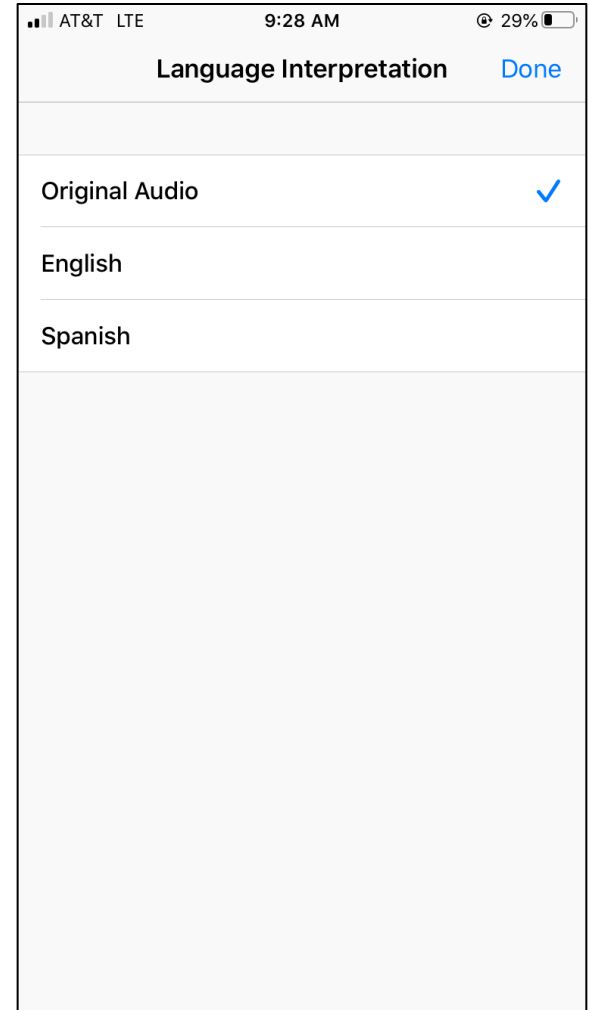 AT&T LTE 9:28 AM 29%
Language Interpretation Done
Original Audio
English
Spanish